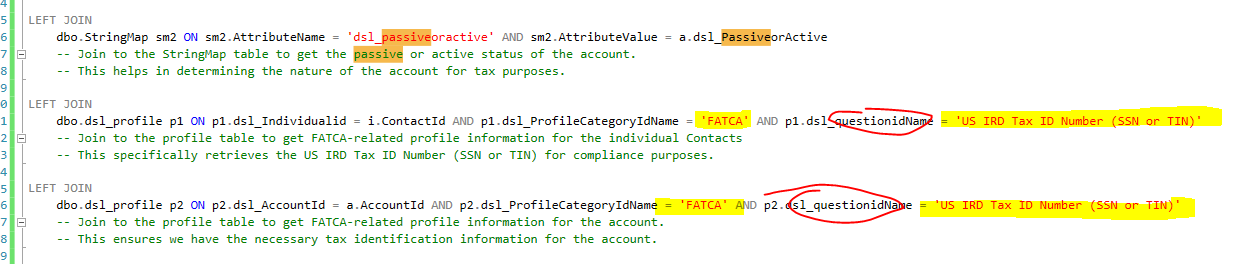 4
5 LEFT JOIN
6 dbo.StringMap sm2 ON sm2.AttributeName = 'dsl_passiveoractive' AND sm2.AttributeValue = a.dsl_PassiveorActive
7 -- Join to the StringMap table to get the passive or active status of the account.
8 -- This helps in determining the nature of the account for tax purposes.
9
0 LEFT JOIN
1 dbo.dsl_profile p1 ON p1.dsl_Individualid = i.ContactId AND p1.dsl_ProfileCategoryIdName = 'FATCA' AND p1.dsl_questionidName = 'US IRD Tax ID Number (SSN or TIN)'
2 -- Join to the profile table to get FATCA-related profile information for the individual Contacts
3 -- This specifically retrieves the US IRD Tax ID Number (SSN or TIN) for compliance purposes.
4
5 LEFT JOIN
6 dbo.dsl_profile p2 ON p2.dsl_AccountId = a.AccountId AND p2.dsl_ProfileCategoryIdName = 'FATCA' AND p2.dsl_questionidName = 'US IRD Tax ID Number (SSN or TIN)'
7 -- Join to the profile table to get FATCA-related profile information for the account.
8 -- This ensures we have the necessary tax identification information for the account.
9